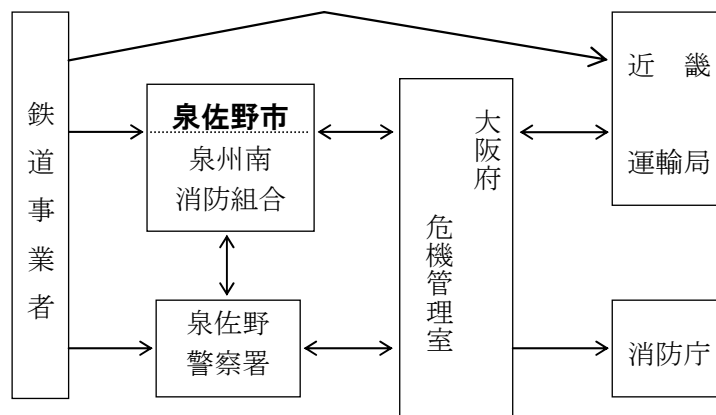 鉄道事業者
泉佐野市
泉州南
消防組合
泉佐野
警察署
大阪府
危機管理室
近　畿
運輸局
消防庁